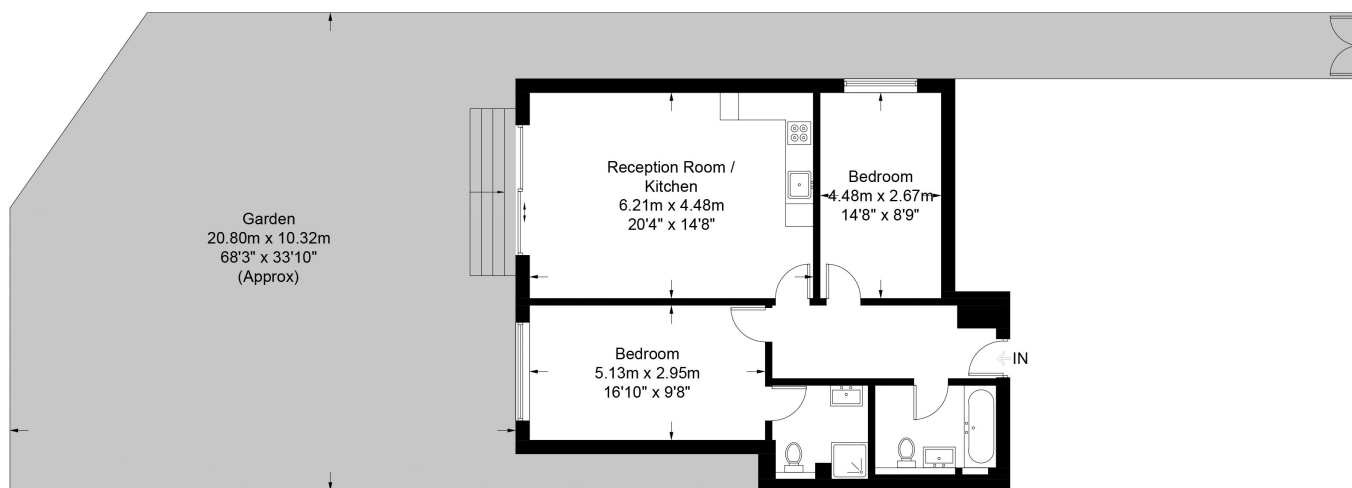 Reception Room /
Kitchen
6.21m x 4.48m
20'4" x 14'8"
Bedroom
4.48m x 2.67m
14'8" x 8'9"
Garden
20.80m x 10.32m
68'3" x 33'10"
(Approx)
Bedroom
5.13m x 2.95m
16'10" x 9'8"
IN